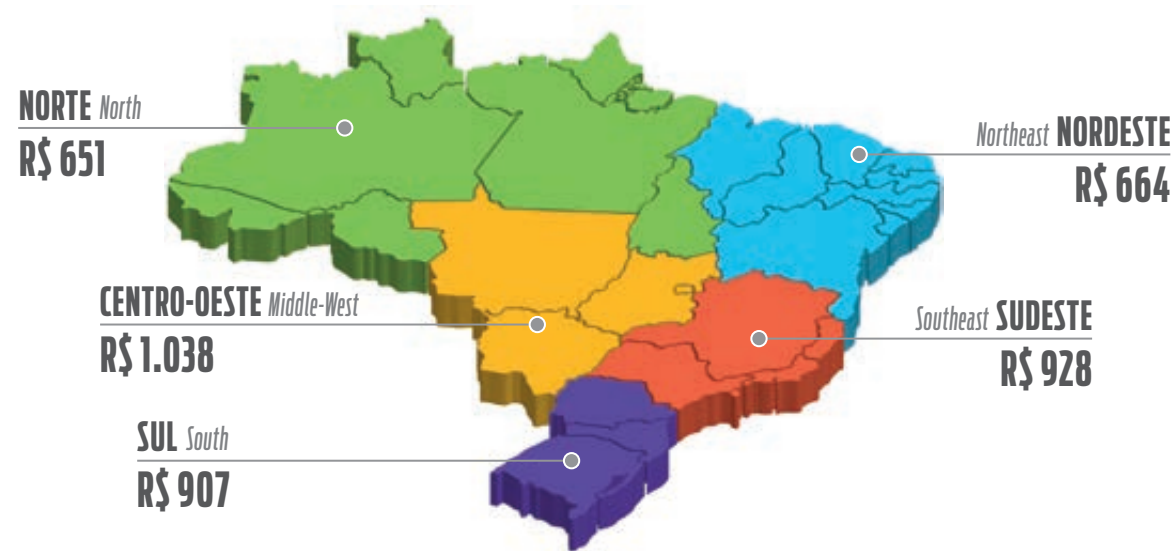 NORTE North
R$ 651
Northeast NORDESTE
R$ 664
CENTRO-OESTE Middle-West
R$ 1.038
Southeast SUDESTE
R$ 928
SUL South
R$ 907